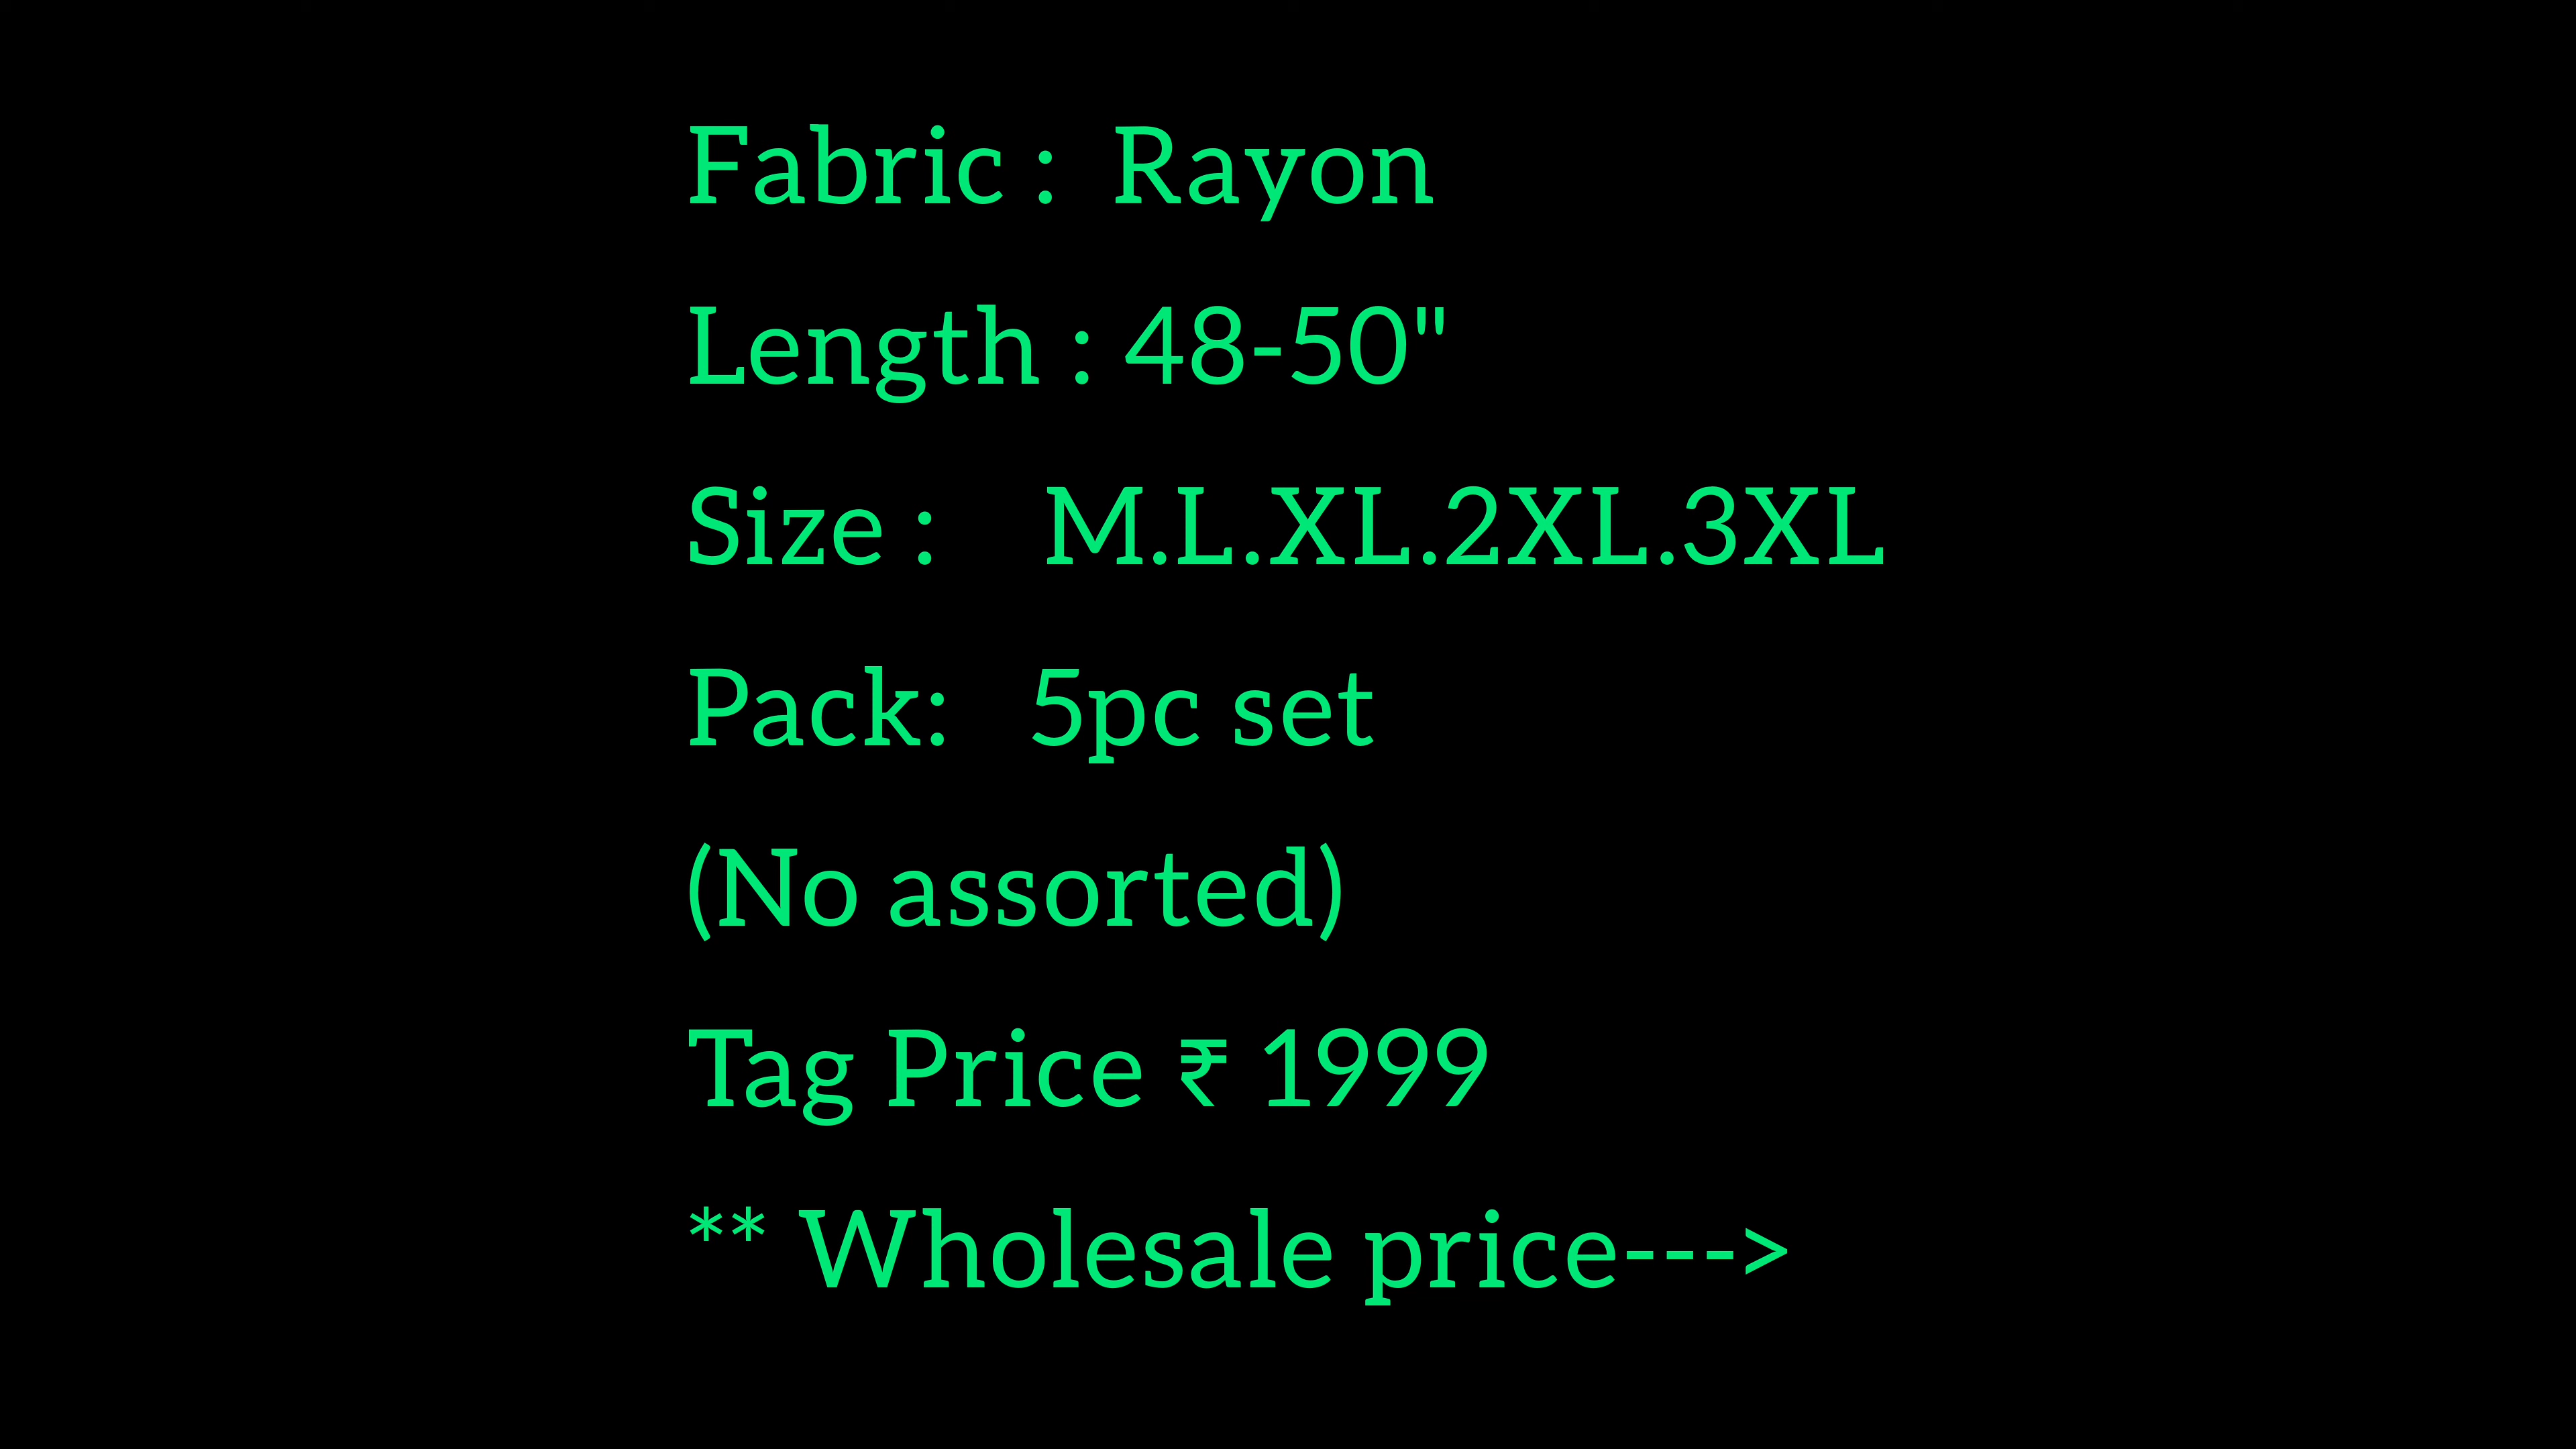 Fabric :  Rayon
Length : 48-50"
Size :    M.L.XL.2XL.3XL
Pack:   5pc set
(No assorted)
Tag Price ₹ 1999
** Wholesale price--->